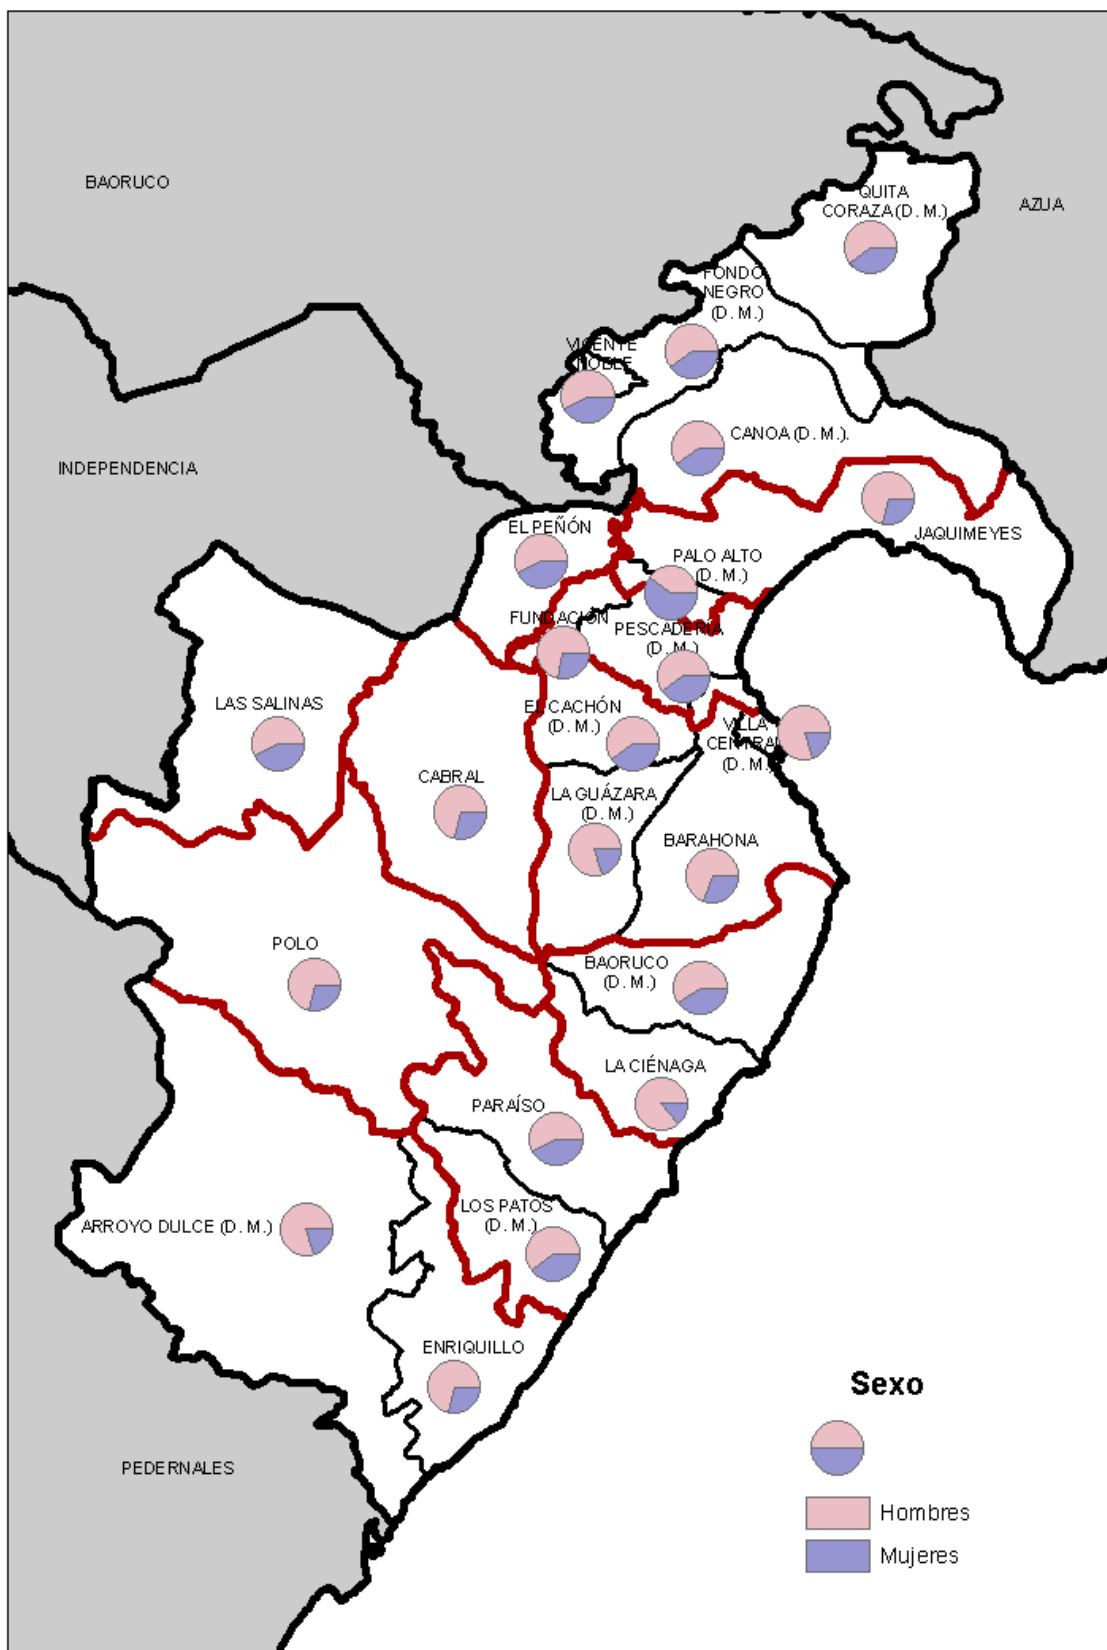 BAORUCO
QUITA
CORAZA (D. M.)
AZUA
FONDO
NEGRO
(D. M.)
VICENTE
NOBLE
CANOA (D. M.).
INDEPENDENCIA
EL PEÑÓN
JAQUIMEYES
PALO ALTO
(D. M.)
FUNDACIÓN
PESCADERÍA
(D. M.)
LAS SALINAS
EL CACHÓN
(D. M.)
VILLA
CENTRAL
(D. M.)
CABRAL
LA GUÁZARA
(D. M.)
BARAHONA
POLO
BAORUCO
(D. M.)
LA CIÉNAGA
PARAÍSO
LOS PATOS
(D. M.)
ARROYO DULCE (D. M.)
ENRIQUILLO
Sexo
PEDERNALES
Hombres
Mujeres